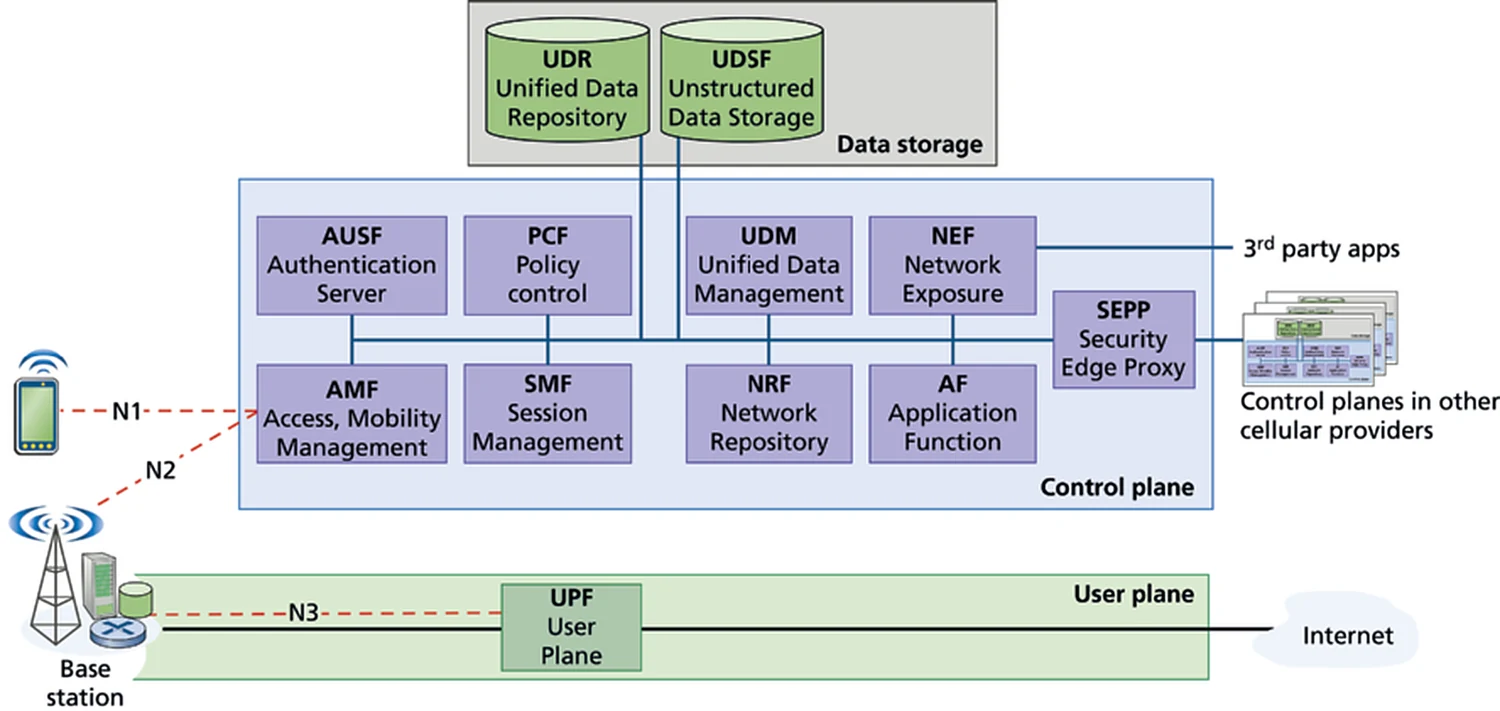 UDR
Unified Data
Repository
UDSF
Unstructured
Data Storage
Data storage
AUSF
Authentication
Server
PCF
Policy
control
UDM
Unified Data
Management
NEF
Network
Exposure
3rd party apps
SEPP
Security
Edge Proxy
AMF
Access, Mobility
Management
SMF
Session
Management
NRF
Network
Repository
AF
Application
Function
Control planes in other
cellular providers
N1
N2
Control plane
User plane
N3
UPF
User
Plane
Internet
Base
station